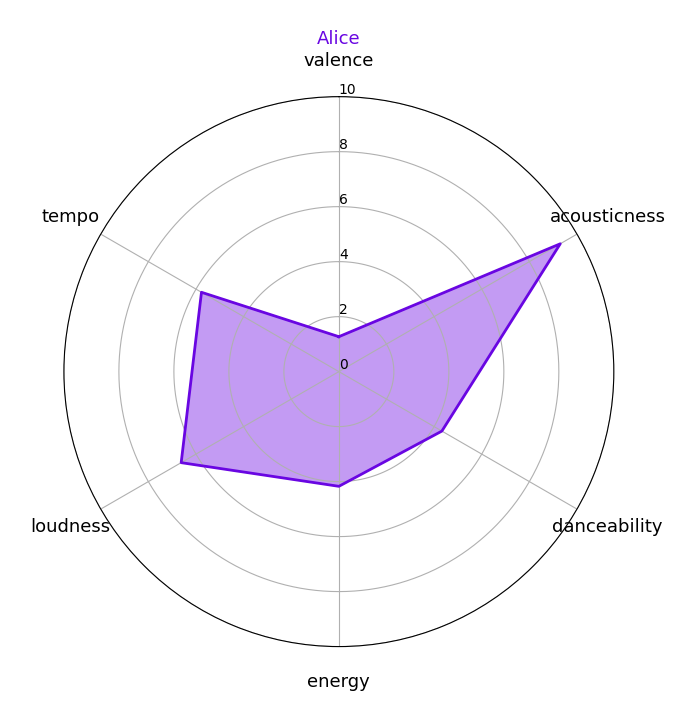 Alice
valence
10
8
6
4
2
0
tempo
acousticness
loudness
danceability
energy